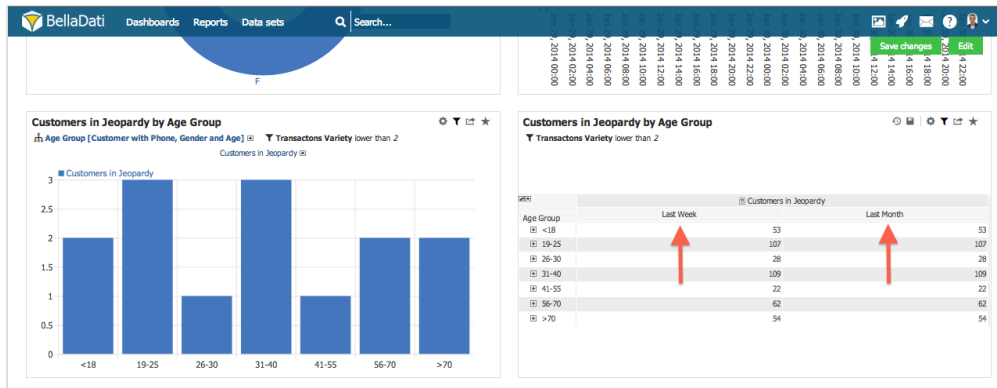 BellaDati Dashboards Reports Data sets Search...
Save changes Edit
F
Jan 29, 2014 00:00
Customers in Jeopardy by Age Group
Age Group [Customer with Phone, Gender and Age] Transactons Variety lower than 2
Customers in Jeopardy
Customers in Jeopardy
3
2.5
2
1.5
1
0.5
0
<18 19-25 26-30 31-40 41-55 56-70 >70
Customers in Jeopardy by Age Group
Transactons Variety lower than 2
Customers in Jeopardy
Age Group Last Week Last Month
<18 53 53
19-25 107 107
26-30 28 28
31-40 109 109
41-55 22 22
56-70 62 62
>70 54 54